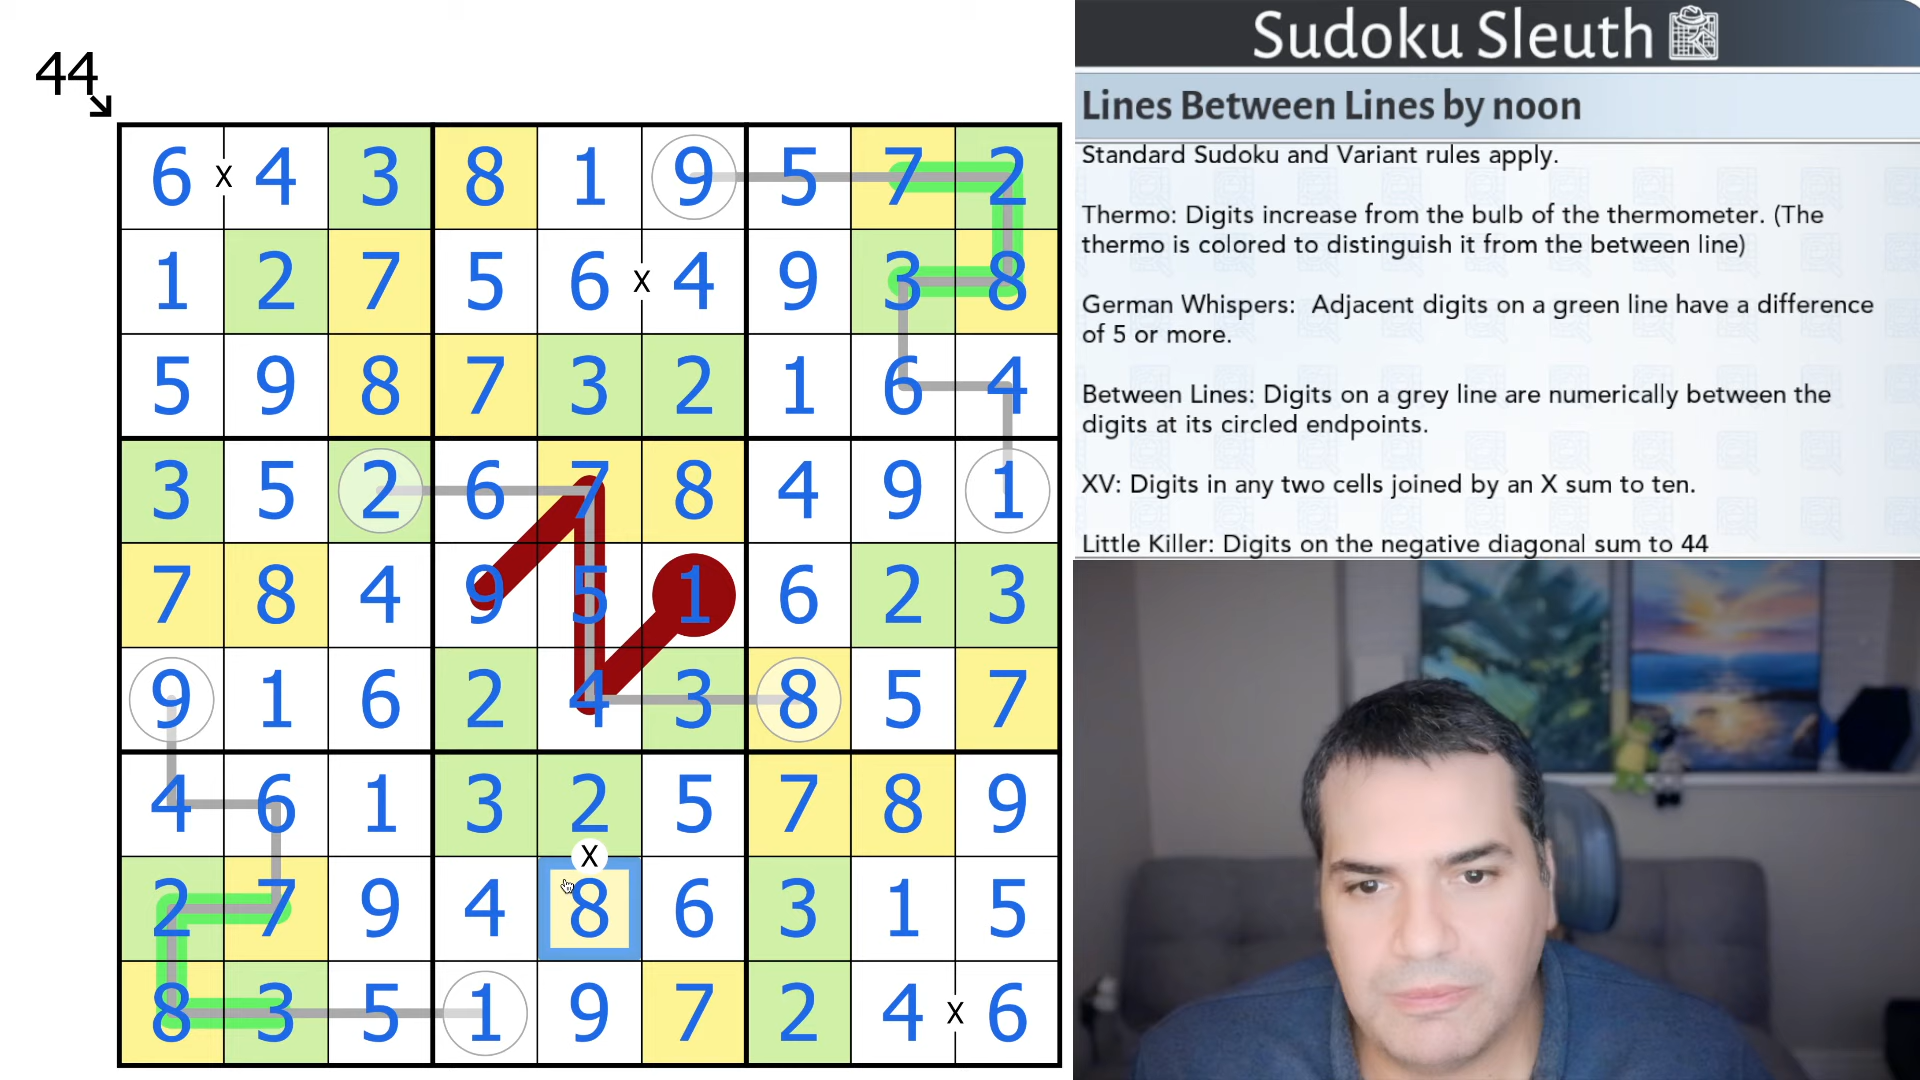 Sudoku Sleuth
Lines Between Lines by noon
Standard Sudoku and Variant rules apply.
Thermo: Digits increase from the bulb of the thermometer. (The
thermo is colored to distinguish it from the between line)
German Whispers: Adjacent digits on a green line have a difference
of 5 or more.
Between Lines: Digits on a grey line are numerically between the
digits at its circled endpoints.
XV: Digits in any two cells joined by an X sum to ten.
Little Killer: Digits on the negative diagonal sum to 44
44
6 x 4 3 8 1 9 5 7 2
1 2 7 5 6 x 4 9 3 8
5 9 8 7 3 2 1 6 4
3 5 2 6 7 8 4 9 1
7 8 4 9 5 1 6 2 3
9 1 6 2 4 3 8 5 7
4 6 1 3 2 5 7 8 9
x
2 7 9 4 8 6 3 1 5
8 3 5 1 9 7 2 4 x 6